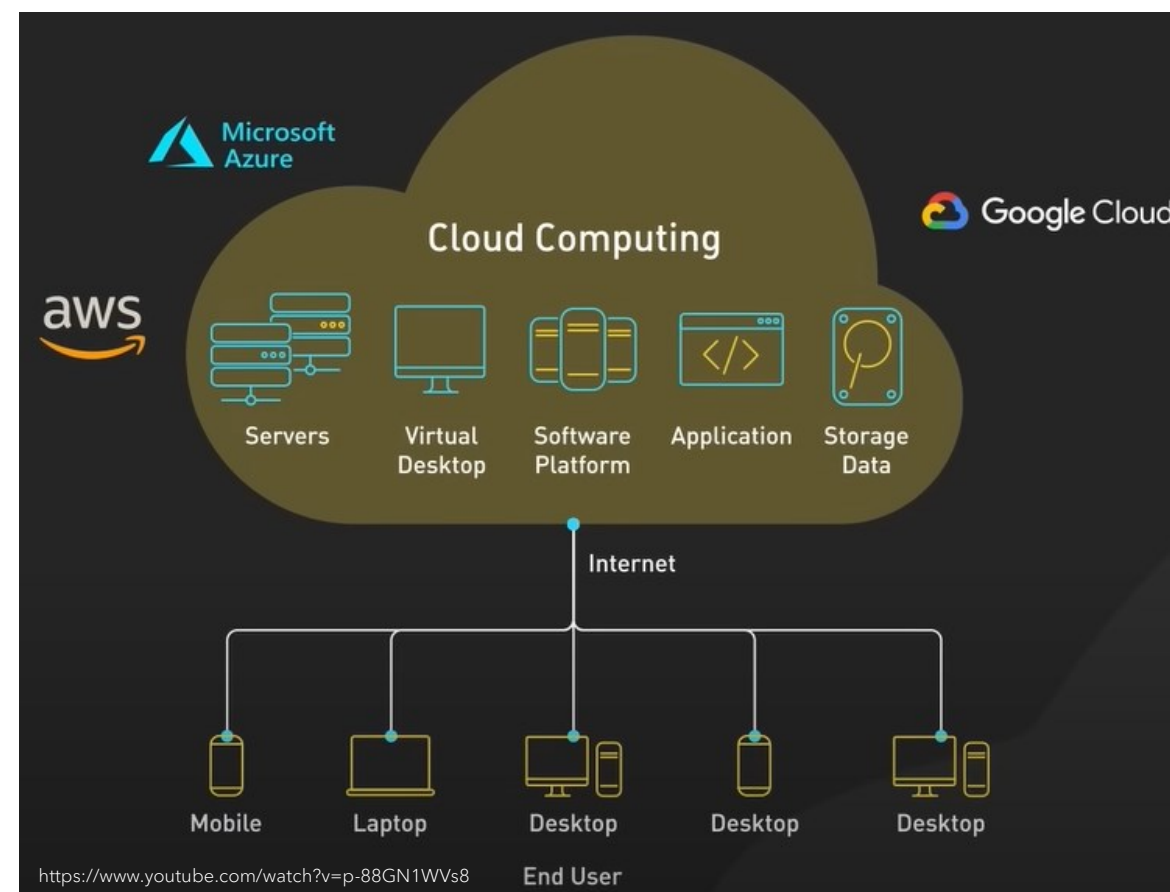 Microsoft
Azure
Google Cloud
Cloud Computing
aws
</>
Servers
Virtual
Desktop
Software
Platform
Application
Storage
Data
Internet
Mobile
Laptop
Desktop
Desktop
Desktop
https://www.youtube.com/watch?v=p-88GN1WVs8
End User